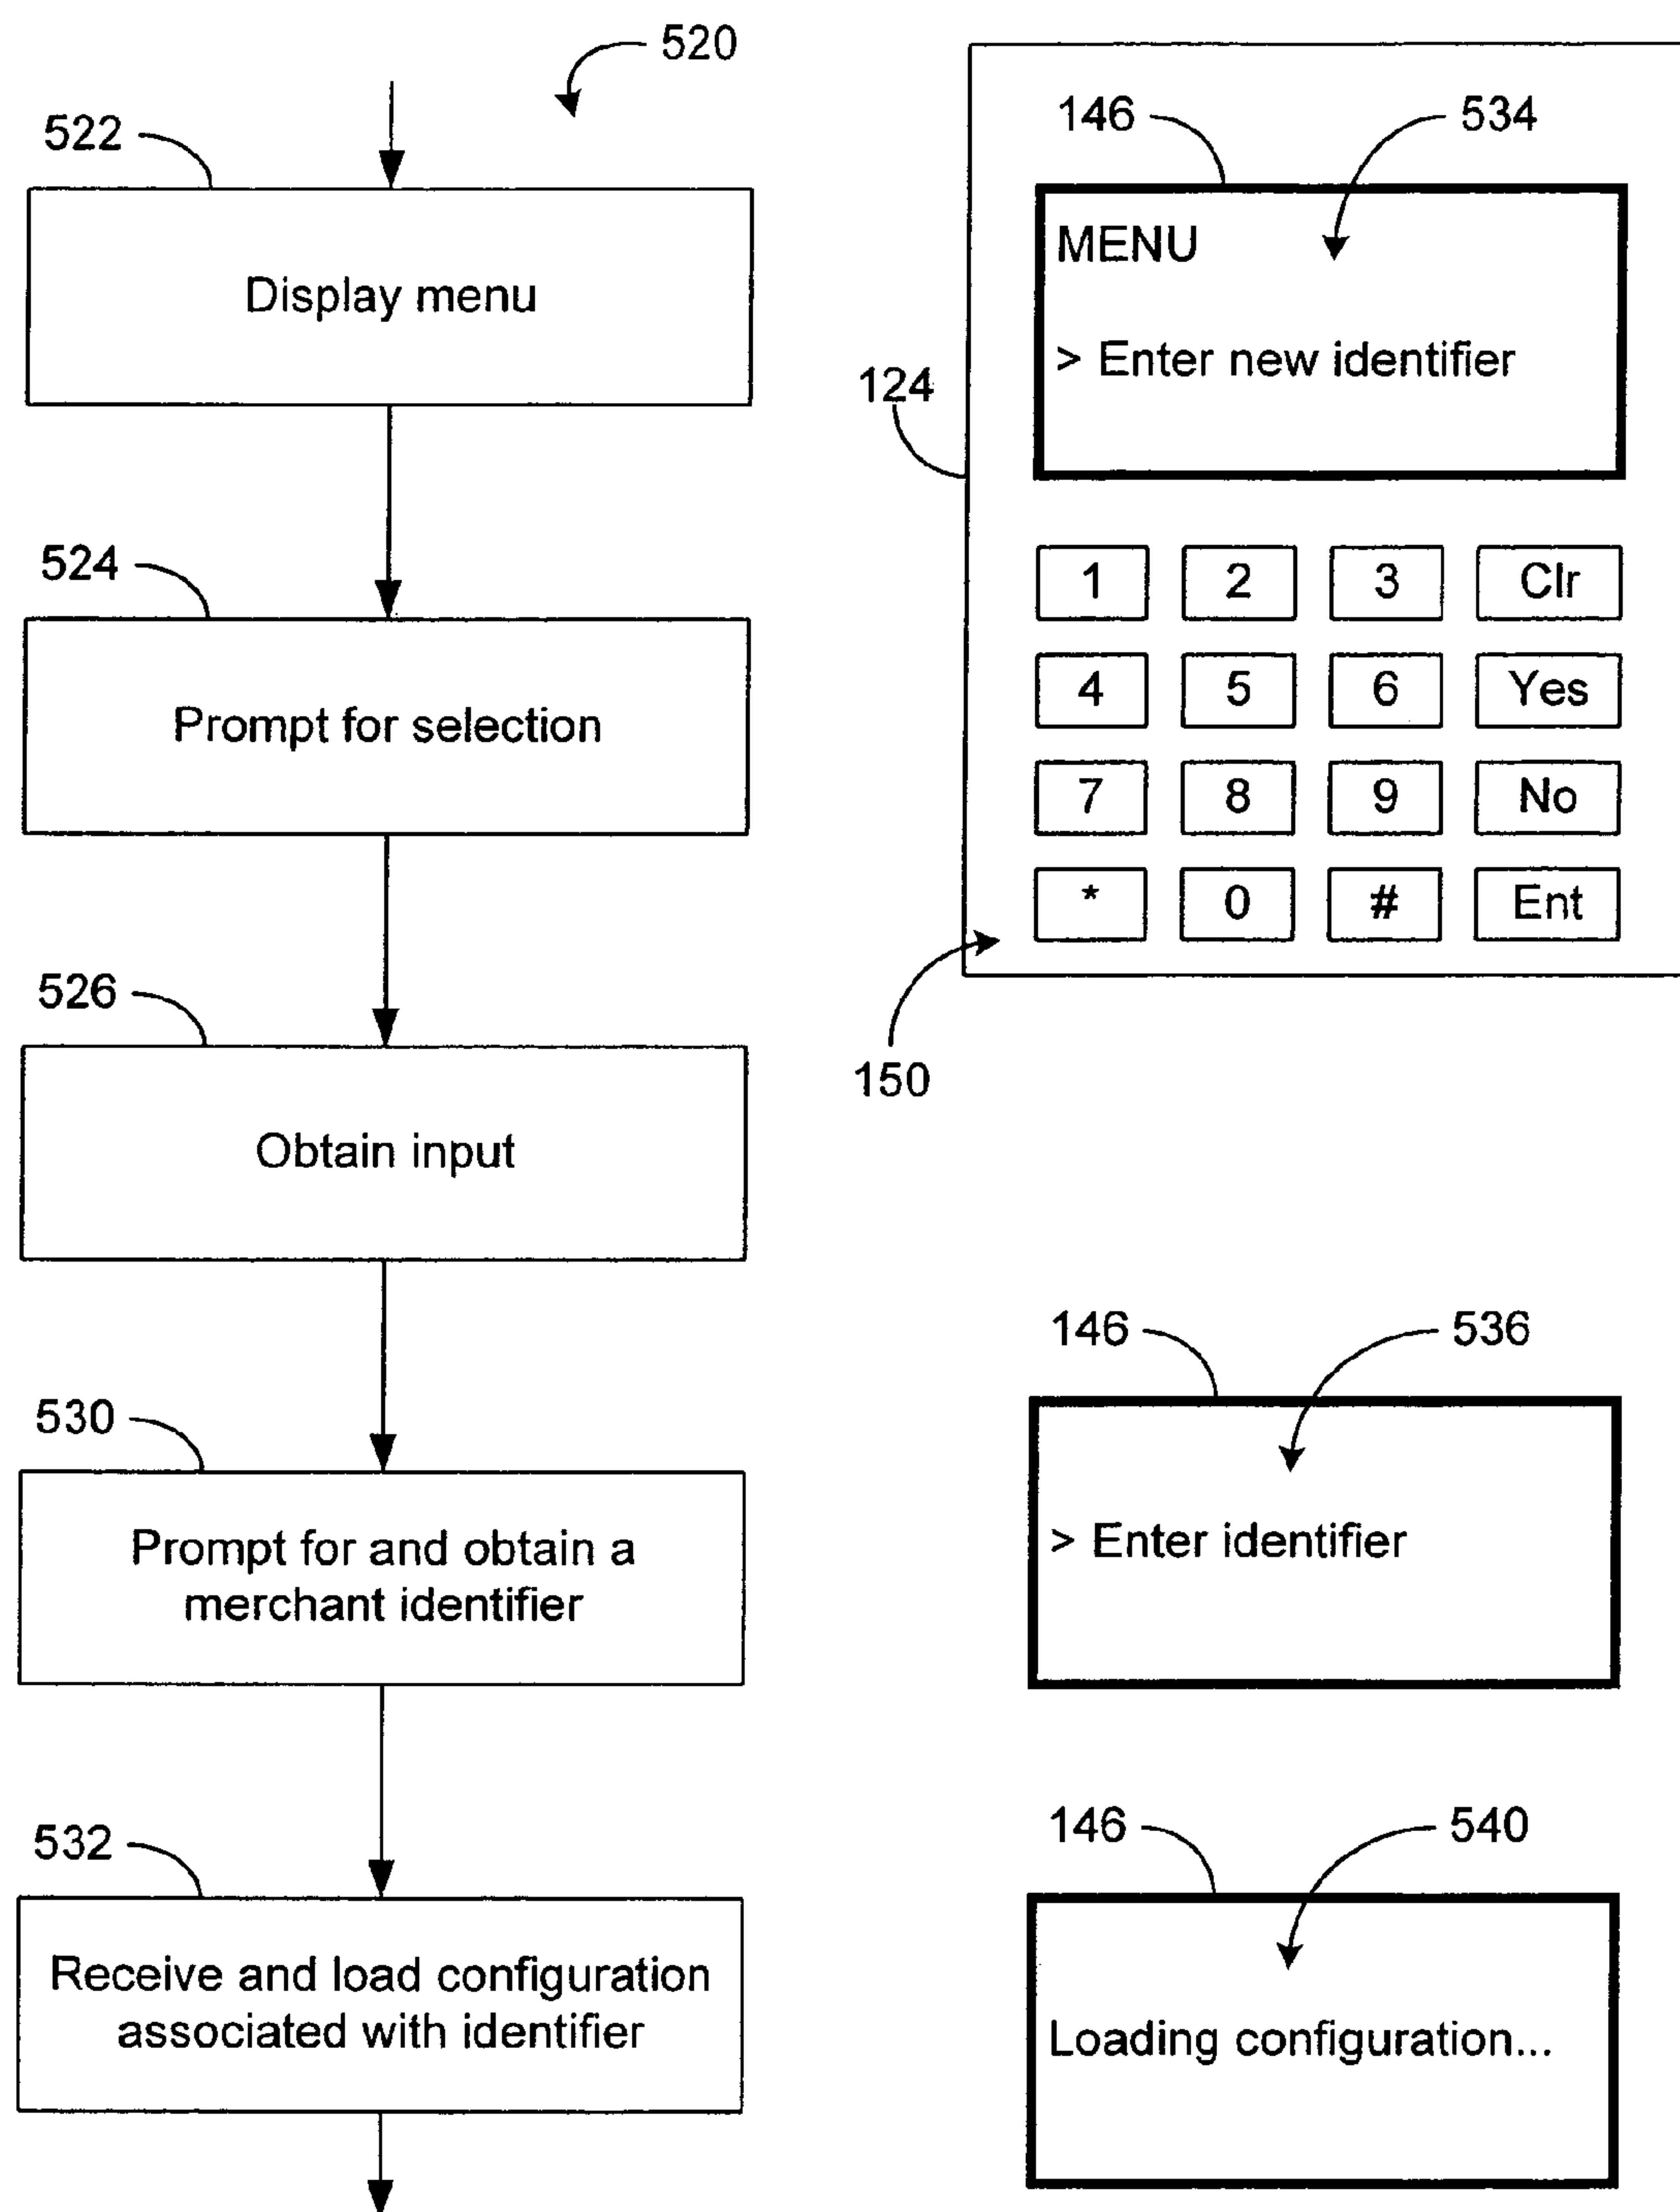 520
522
Display menu
524
Prompt for selection
526
Obtain input
530
Prompt for and obtain a
merchant identifier
532
Receive and load configuration
associated with identifier
146
534
MENU
> Enter new identifier
124
1 2 3 Clr
4 5 6 Yes
7 8 9 No
* 0 # Ent
150
146
536
> Enter identifier
146
540
Loading configuration...